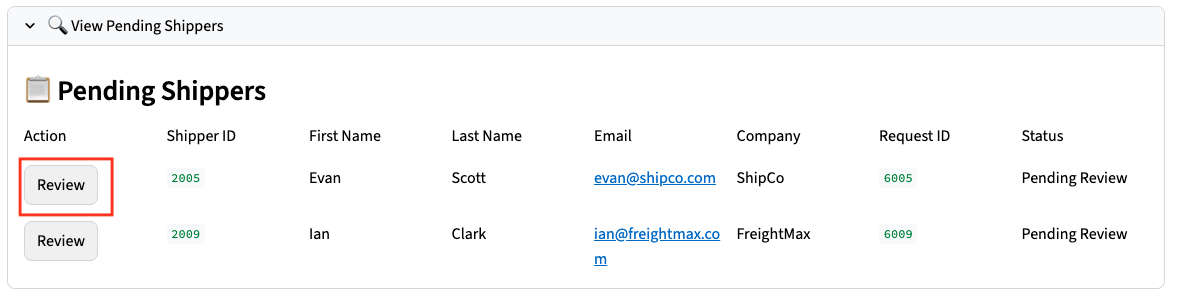 View Pending Shippers
Pending Shippers
Action Shipper ID First Name Last Name Email Company Request ID Status
Review 2005 Evan Scott evan@shipco.com ShipCo 6005 Pending Review
Review 2009 Ian Clark ian@freightmax.co FreightMax 6009 Pending Review
m